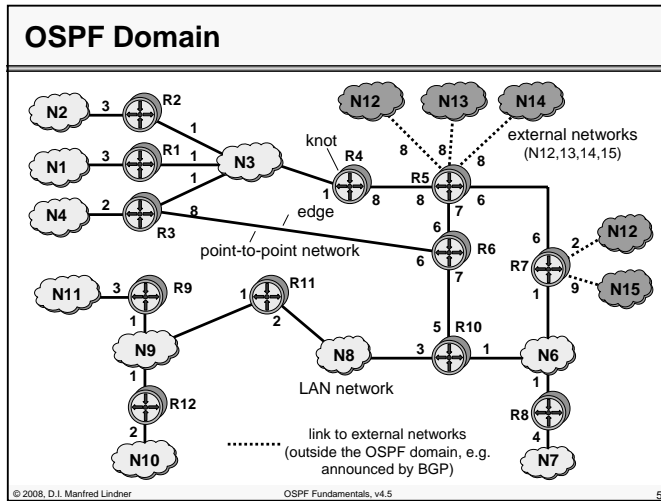 OSPF Domain
N2 3 R2 N12 N13 N14
1 external networks
N3 knot 8 8 8 (N12,13,14,15)
N1 3 R1 1 R4 R5
1 1 8 8 6
N4 2 R3 8 edge 7
point-to-point network 6 R6 6 2 N12
6 7 R7 9 N15
N11 3 R9 1 R11 1
1 2 5 R10
N9 N8 3 1 N6
1 LAN network 1
R12 R8
2 link to external networks 4
N10 (outside the OSPF domain, e.g. N7
announced by BGP)
© 2008, D.I. Manfred Lindner OSPF Fundamentals, v4.5 5